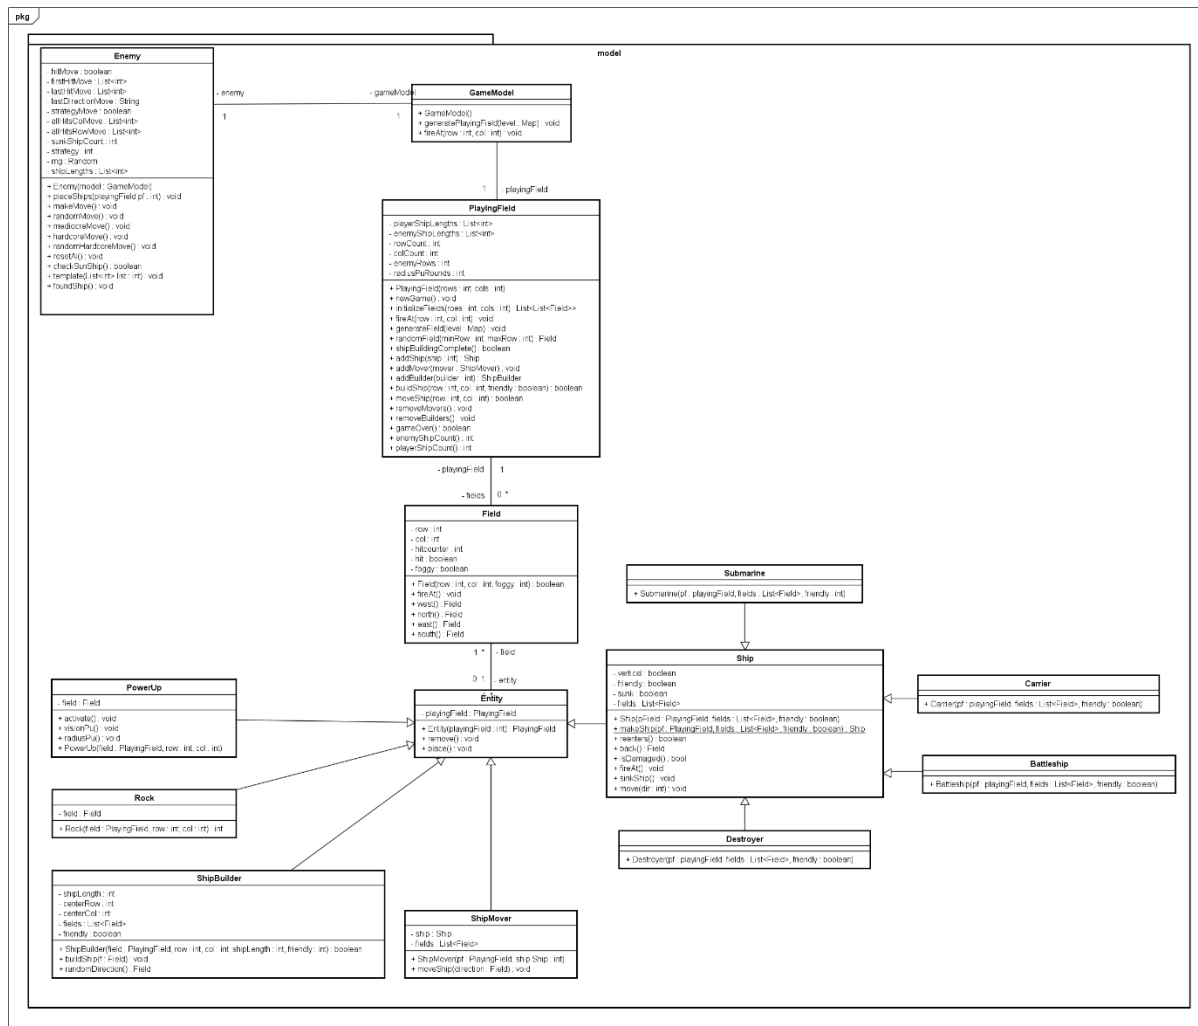 pkg
model
Enemy
- hitMove : boolean
- firstHitMove : List<int>
- lastHitMove : List<int>
- lastDirectionMove : String
- strategyMove : boolean
- allHitsColMove : List<int>
- allHitsRowMove : List<int>
- sunkShipCount : int
- strategy : int
- rng : Random
- shipLengths : List<int>
+ Enemy(model : GameModel)
+ placeShips(playingField pf : int) : void
+ makeMove() : void
+ randomMove() : void
+ mediocreMove() : void
+ hardcoreMove() : void
+ randomHardcoreMove() : void
+ resetAi() : void
+ checkSunShip() : boolean
+ template(List<int> list : int) : void
+ foundShip() : void
- enemy
1
- gameModel
1
GameModel
+ GameModel()
+ generatePlayingField(level : Map) : void
+ fireAt(row : int, col : int) : void
1
- playingField
PlayingField
- playerShipLengths : List<int>
- enemyShipLengths : List<int>
- rowCount : int
- colCount : int
- enemyRows : int
- radiusPuRounds : int
+ PlayingField(rows : int, cols : int)
+ newGame() : void
+ initializeFields(roes : int, cols : int) : List<List<Field>>
+ fireAt(row : int, col : int) : void
+ generateField(level : Map) : void
+ randomField(minRow : int, maxRow : int) : Field
+ shipBuildingComplete() : boolean
+ addShip(ship : int) : Ship
+ addMover(mover : ShipMover) : void
+ addBuilder(builder : int) : ShipBuilder
+ buildShip(row : int, col : int, friendly : boolean) : boolean
+ moveShip(row : int, col : int) : boolean
+ removeMovers() : void
+ removeBuilders() : void
+ gameOver() : boolean
+ enemyShipCount() : int
+ playerShipCount() : int
- playingField
1
- fields
0..*
Field
- row : int
- col : int
- hitcounter : int
- hit : boolean
- foggy : boolean
+ Field(row : int, col : int, foggy : int) : boolean
+ fireAt() : void
+ west() : Field
+ north() : Field
+ east() : Field
+ south() : Field
1..*
- field
0..1
- entity
Entity
- playingField : PlayingField
+ Entity(playingField : int) : PlayingField
+ remove() : void
+ place() : void
PowerUp
- field : Field
+ activate() : void
+ visionPu() : void
+ radiusPu() : void
+ PowerUp(field : PlayingField, row : int, col : int)
Rock
- field : Field
+ Rock(field : PlayingField, row : int, col : int) : int
ShipBuilder
- shipLength : int
- centerRow : int
- centerCol : int
- fields : List<Field>
- friendly : boolean
+ ShipBuilder(field : PlayingField, row : int, col : int, shipLength : int, friendly : int) : boolean
+ buildShip(f : Field) : void
+ randomDirection() : Field
ShipMover
- ship : Ship
- fields : List<Field>
+ ShipMover(pf : PlayingField, ship Ship : int)
+ moveShip(direction : Field) : void
Submarine
+ Submarine(pf : playingField, fields : List<Field>, friendly : int)
Ship
- vertical : boolean
- friendly : boolean
- sunk : boolean
- fields : List<Field>
+ Ship(pField : PlayingField, fields : List<Field>, friendly : boolean)
+ makeShip(pf : PlayingField, fields : List<Field>, friendly : boolean) : Ship
+ reenters() : boolean
+ back() : Field
+ isDamaged() : bool
+ fireAt() : void
+ sinkShip() : void
+ move(dir : int) : void
Carrier
+ Carrier(pf : playingField, fields : List<Field>, friendly : boolean)
Battleship
+ Battleship(pf : playingField, fields : List<Field>, friendly : boolean)
Destroyer
+ Destroyer(pf : playingField, fields : List<Field>, friendly : boolean)